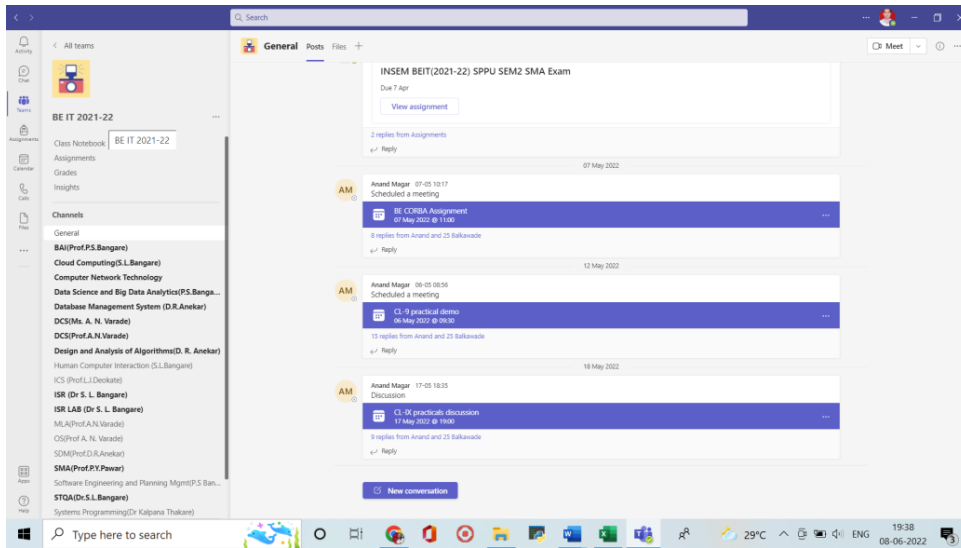 Search
Activity
Chat
Teams
Assignments
Calendar
Calls
Files
Apps
Help
All teams
BE IT 2021-22
BE IT 2021-22
Class Notebook
Assignments
Grades
Insights
Channels
General
BAI(Prof.P.S.Bangare)
Cloud Computing(S.L.Bangare)
Computer Network Technology
Data Science and Big Data Analytics(P.S.Banga...
Database Management System (D.R.Anekar)
DCS(Ms. A. N. Varade)
DCS(Prof.A.N.Varade)
Design and Analysis of Algorithms(D. R. Anekar)
Human Computer Interaction (S.L.Bangare)
ICS (Prof.L.J.Deokate)
ISR (Dr S. L. Bangare)
ISR LAB (Dr S. L. Bangare)
MLA(Prof.A.N.Varade)
OS(Prof A. N. Varade)
SDM(Prof.D.R.Anekar)
SMA(Prof.P.Y.Pawar)
Software Engineering and Planning Mgmt(P.S Ban...
STQA(Dr.S.L.Bangare)
Systems Programming(Dr Kalpana Thakare)
General Posts Files
Meet
INSEM BEIT(2021-22) SPPU SEM2 SMA Exam
Due 7 Apr
View assignment
2 replies from Assignments
Reply
07 May 2022
AM
Anand Magar 07-05 10:17
Scheduled a meeting
BE CORBA Assignment
07 May 2022 @ 11:00
8 replies from Anand and 25 Balkawade
Reply
12 May 2022
AM
Anand Magar 06-05 08:56
Scheduled a meeting
CL-9 practical demo
06 May 2022 @ 09:30
15 replies from Anand and 25 Balkawade
Reply
18 May 2022
AM
Anand Magar 17-05 18:35
Discussion
CL-IX practicals discussion
17 May 2022 @ 19:00
9 replies from Anand and 25 Balkawade
Reply
New conversation
Type here to search
29°C
ENG
19:38
08-06-2022
3